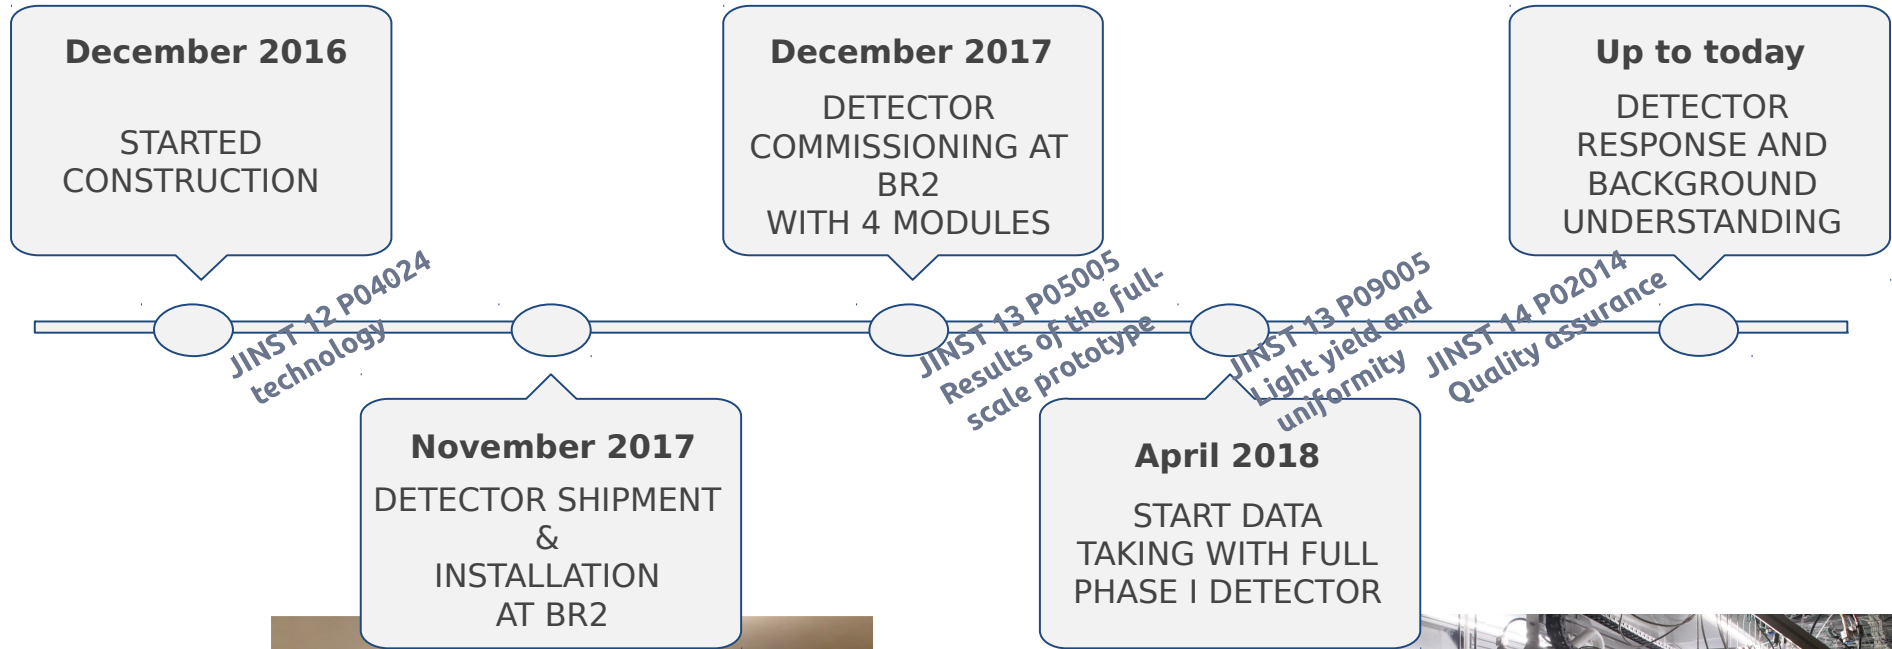 December 2016
STARTED
CONSTRUCTION
December 2017
DETECTOR
COMMISSIONING AT
BR2
WITH 4 MODULES
Up to today
DETECTOR
RESPONSE AND
BACKGROUND
UNDERSTANDING
JINST 12 P04024
technology
JINST 13 P05005
Results of the full-
scale prototype
JINST 13 P09005
Light yield and
uniformity
JINST 14 P02014
Quality assurance
November 2017
DETECTOR SHIPMENT
&
INSTALLATION
AT BR2
April 2018
START DATA
TAKING WITH FULL
PHASE I DETECTOR